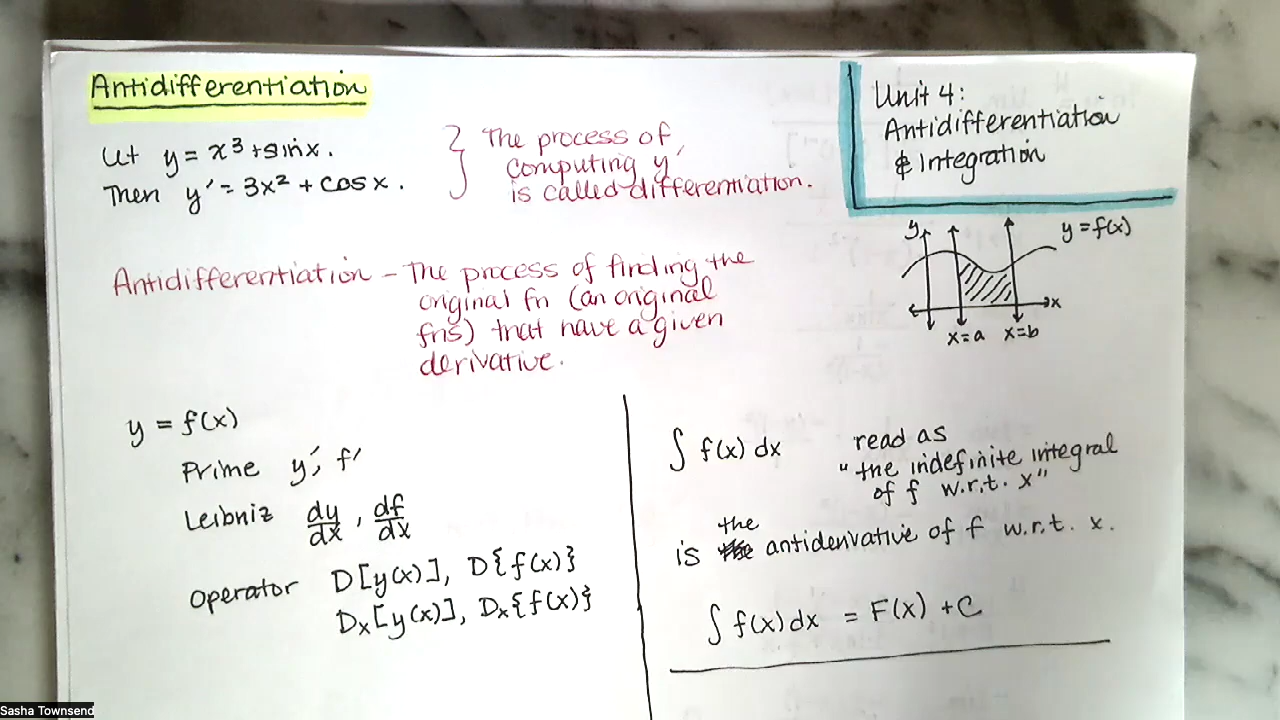 Antidifferentiation
Let y = x³ + sin x.
Then y' = 3x² + cos x.
} The process of
computing y'
is called differentiation.
Unit 4:
Antidifferentiation
& Integration
y
y = f(x)
x
x=a x=b
Antidifferentiation - The process of finding the
original fn (an original
fn's) that have a given
derivative.
y = f(x)
Prime y', f'
Leibniz dy/dx, df/dx
operator D[y(x)], D{f(x)}
Dx[y(x)], Dx{f(x)}
∫ f(x) dx read as
"the indefinite integral
of f w.r.t. x"
is the antiderivative of f w.r.t. x.
∫ f(x) dx = F(x) + C
Sasha Townsend